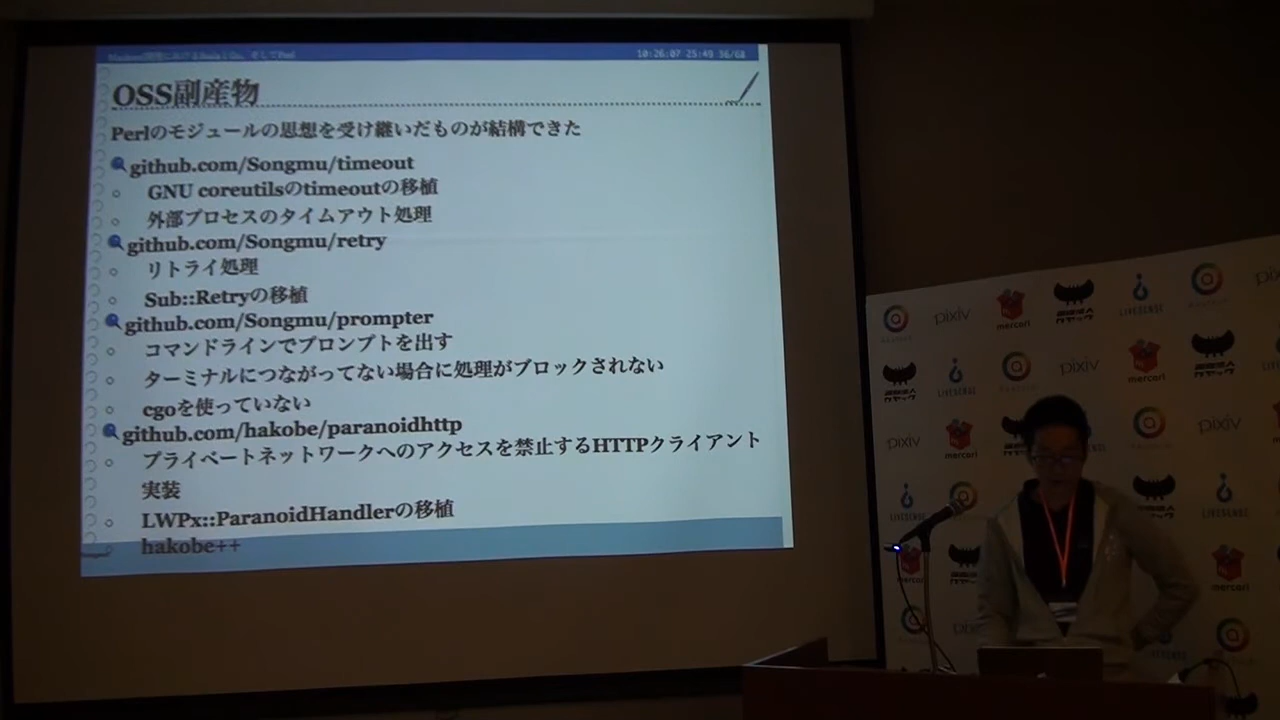 10:26:07 25:49 36/68
OSS副産物
Perlのモジュールの思想を受け継いだものが結構できた
github.com/Songmu/timeout
GNU coreutilsのtimeoutの移植
外部プロセスのタイムアウト処理
github.com/Songmu/retry
リトライ処理
Sub::Retryの移植
github.com/Songmu/prompter
コマンドラインでプロンプトを出す
ターミナルにつながってない場合に処理がブロックされない
cgoを使っていない
github.com/hakobe/paranoidhttp
プライベートネットワークへのアクセスを禁止するHTTPクライアント
実装
LWPx::ParanoidHandlerの移植
hakobe++
pixiv
mercari
LIVESENSE
pixiv
LIVESENSE
pixiv
mercari
pixiv
mercari
pixiv
LIVESENSE
LIVESENSE
mercari
mercari